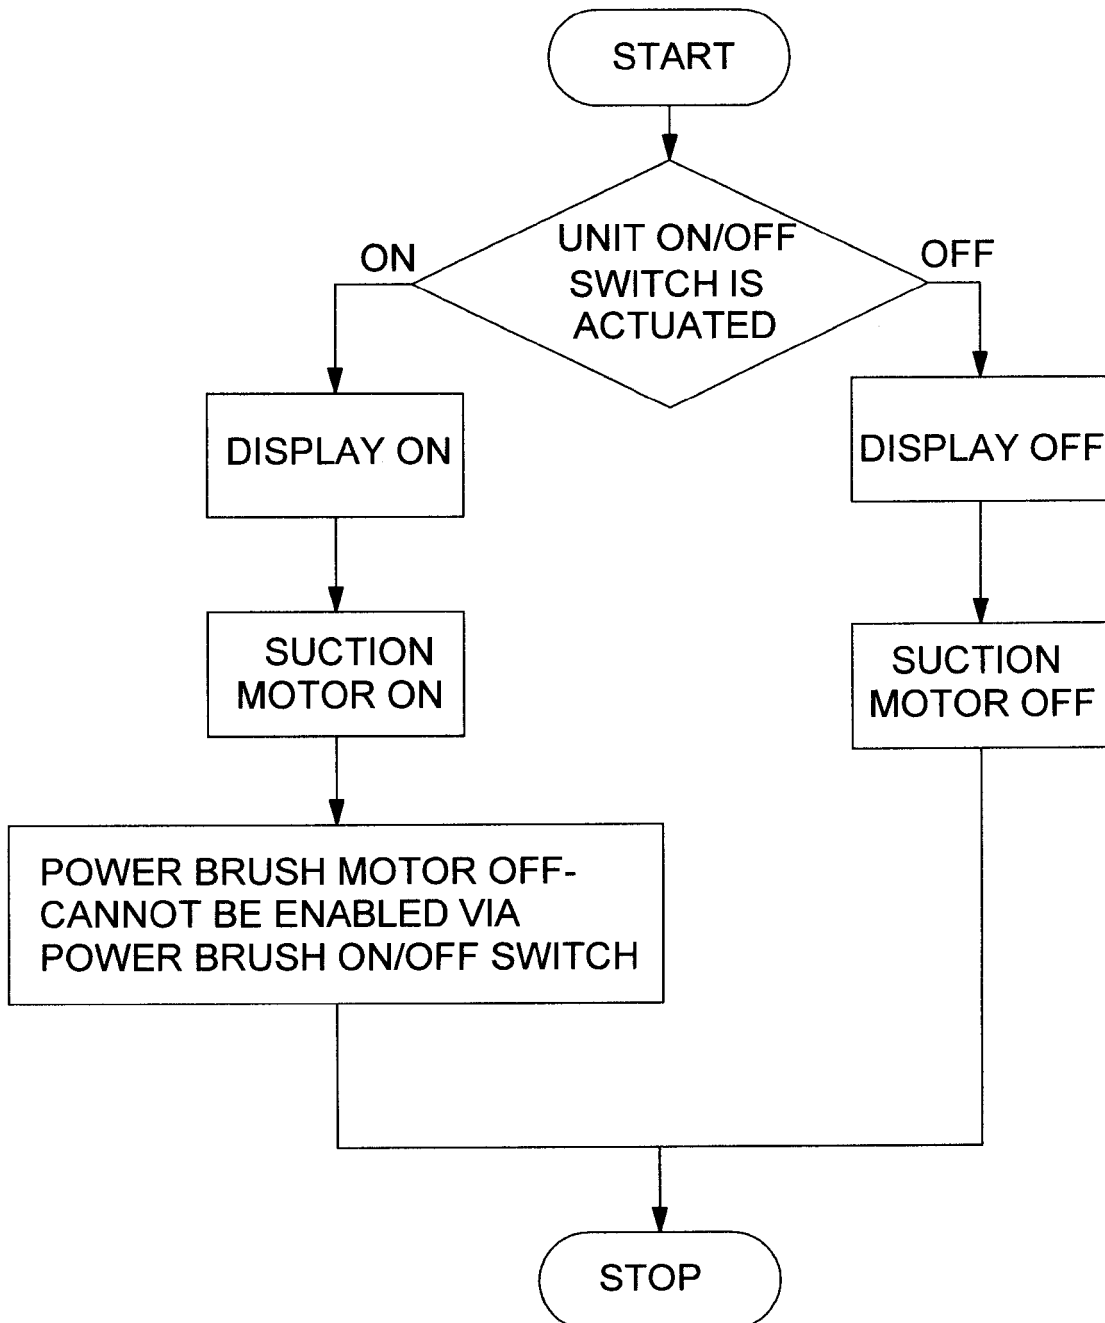 START
UNIT ON/OFF
SWITCH IS
ACTUATED
ON
OFF
DISPLAY ON
DISPLAY OFF
SUCTION
MOTOR ON
SUCTION
MOTOR OFF
POWER BRUSH MOTOR OFF-
CANNOT BE ENABLED VIA
POWER BRUSH ON/OFF SWITCH
STOP